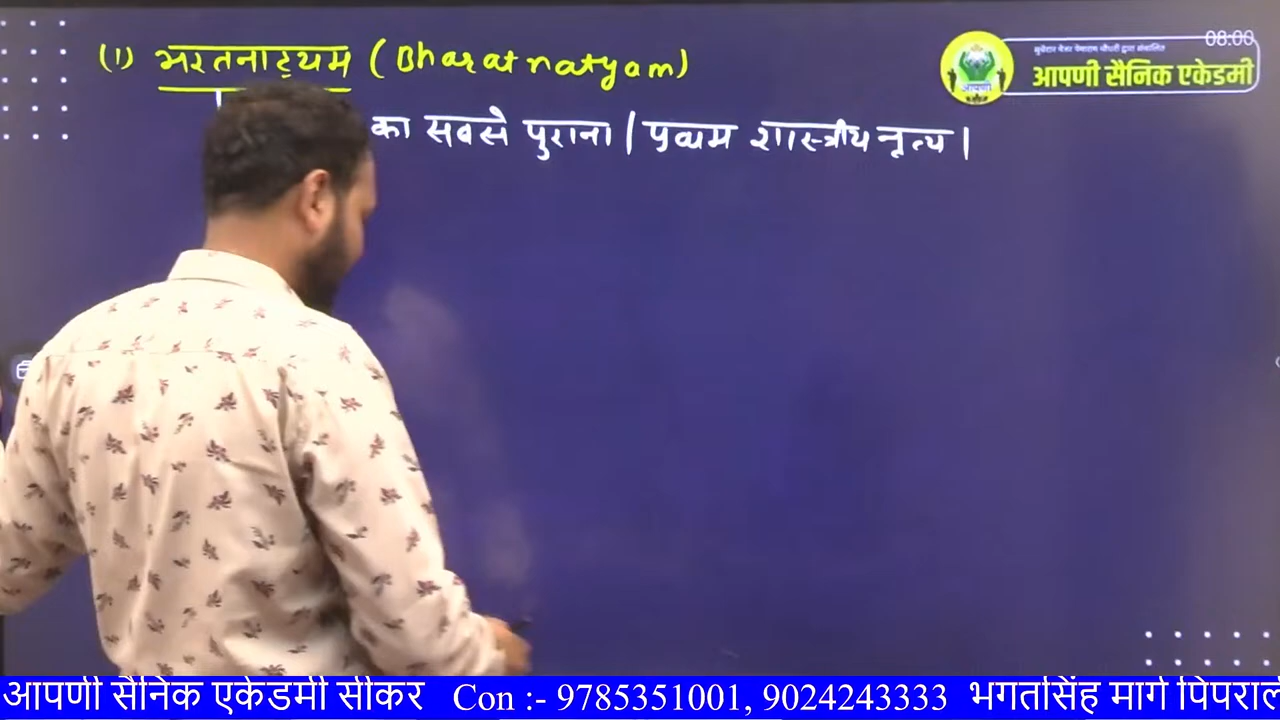 (1) भरतनाट्यम (Bharatnatyam)
08:00
आपणी सैनिक एकेडमी
आपणी
का सबसे पुराना / प्रथम शास्त्रीय नृत्य।
आपणी सैनिक एकेडमी सीकर Con :- 9785351001, 9024243333 भगतसिंह मार्ग पिपराली